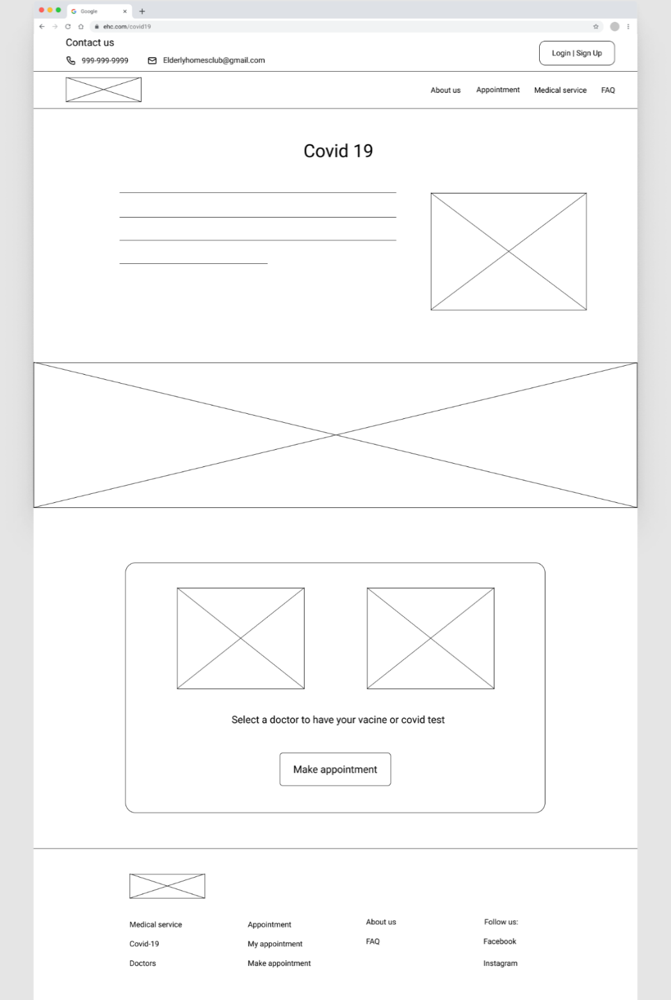 Google
ehc.com/covid19
Contact us
999-999-9999 Elderlyhomesclub@gmail.com
Login | Sign Up
About us Appointment Medical service FAQ
Covid 19
Select a doctor to have your vacine or covid test
Make appointment
Medical service Appointment About us Follow us:
Covid-19 My appointment FAQ Facebook
Doctors Make appointment Instagram